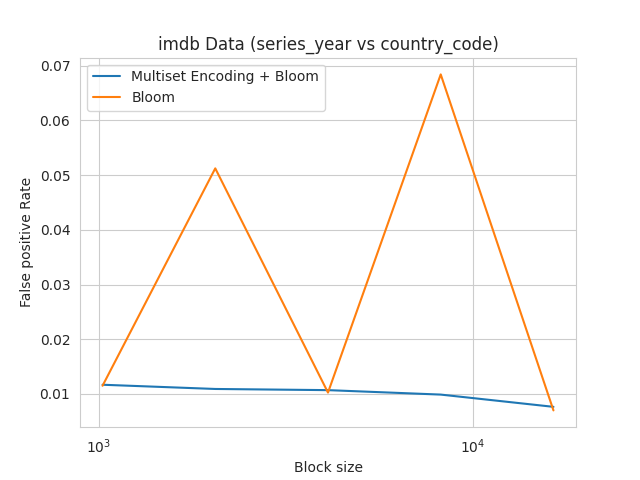 imdb Data (series_year vs country_code)
Multiset Encoding + Bloom
Bloom
False positive Rate
0.07
0.06
0.05
0.04
0.03
0.02
0.01
10³
10⁴
Block size